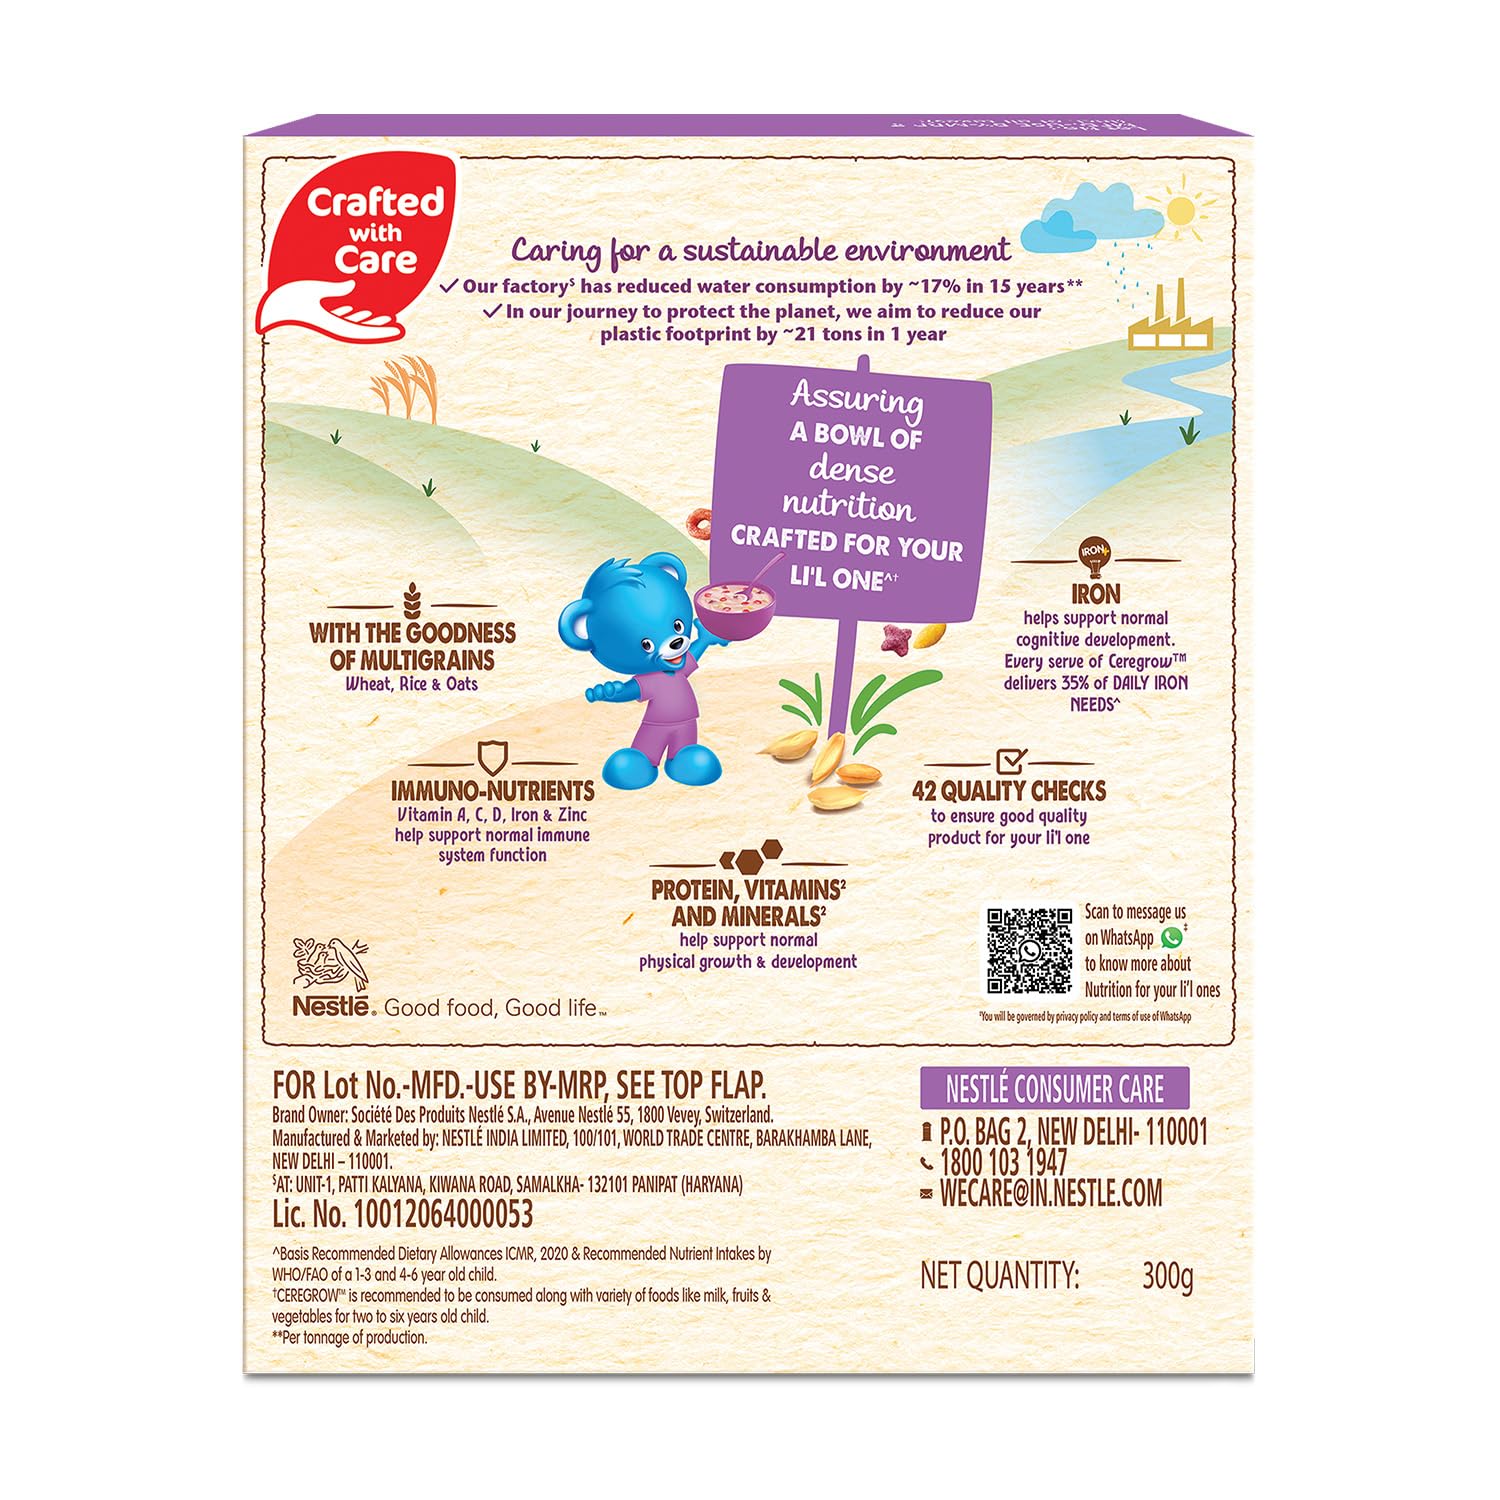 Crafted
with
Care
Caring for a sustainable environment
✓ Our factory$ has reduced water consumption by ~17% in 15 years**
✓ In our journey to protect the planet, we aim to reduce our
plastic footprint by ~21 tons in 1 year
Assuring
A BOWL OF
dense
nutrition
CRAFTED FOR YOUR
LI'L ONE^†
IRON+
IRON
helps support normal
cognitive development.
Every serve of Ceregrow™
delivers 35% of DAILY IRON
NEEDS^
WITH THE GOODNESS
OF MULTIGRAINS
Wheat, Rice & Oats
IMMUNO-NUTRIENTS
Vitamin A, C, D, Iron & Zinc
help support normal immune
system function
42 QUALITY CHECKS
to ensure good quality
product for your li'l one
PROTEIN, VITAMINS²
AND MINERALS²
help support normal
physical growth & development
Scan to message us
on WhatsApp ‡
to know more about
Nutrition for your li'l ones
‡You will be governed by privacy policy and terms of use of WhatsApp
Nestlé. Good food, Good life™
FOR Lot No.-MFD.-USE BY-MRP, SEE TOP FLAP.
Brand Owner: Société Des Produits Nestlé S.A., Avenue Nestlé 55, 1800 Vevey, Switzerland.
Manufactured & Marketed by: NESTLÉ INDIA LIMITED, 100/101, WORLD TRADE CENTRE, BARAKHAMBA LANE,
NEW DELHI – 110001.
$AT: UNIT-1, PATTI KALYANA, KIWANA ROAD, SAMALKHA- 132101 PANIPAT (HARYANA)
Lic. No. 10012064000053
^Basis Recommended Dietary Allowances ICMR, 2020 & Recommended Nutrient Intakes by
WHO/FAO of a 1-3 and 4-6 year old child.
†CEREGROW™ is recommended to be consumed along with variety of foods like milk, fruits &
vegetables for two to six years old child.
**Per tonnage of production.
NESTLÉ CONSUMER CARE
P.O. BAG 2, NEW DELHI- 110001
1800 103 1947
WECARE@IN.NESTLE.COM
NET QUANTITY: 300g